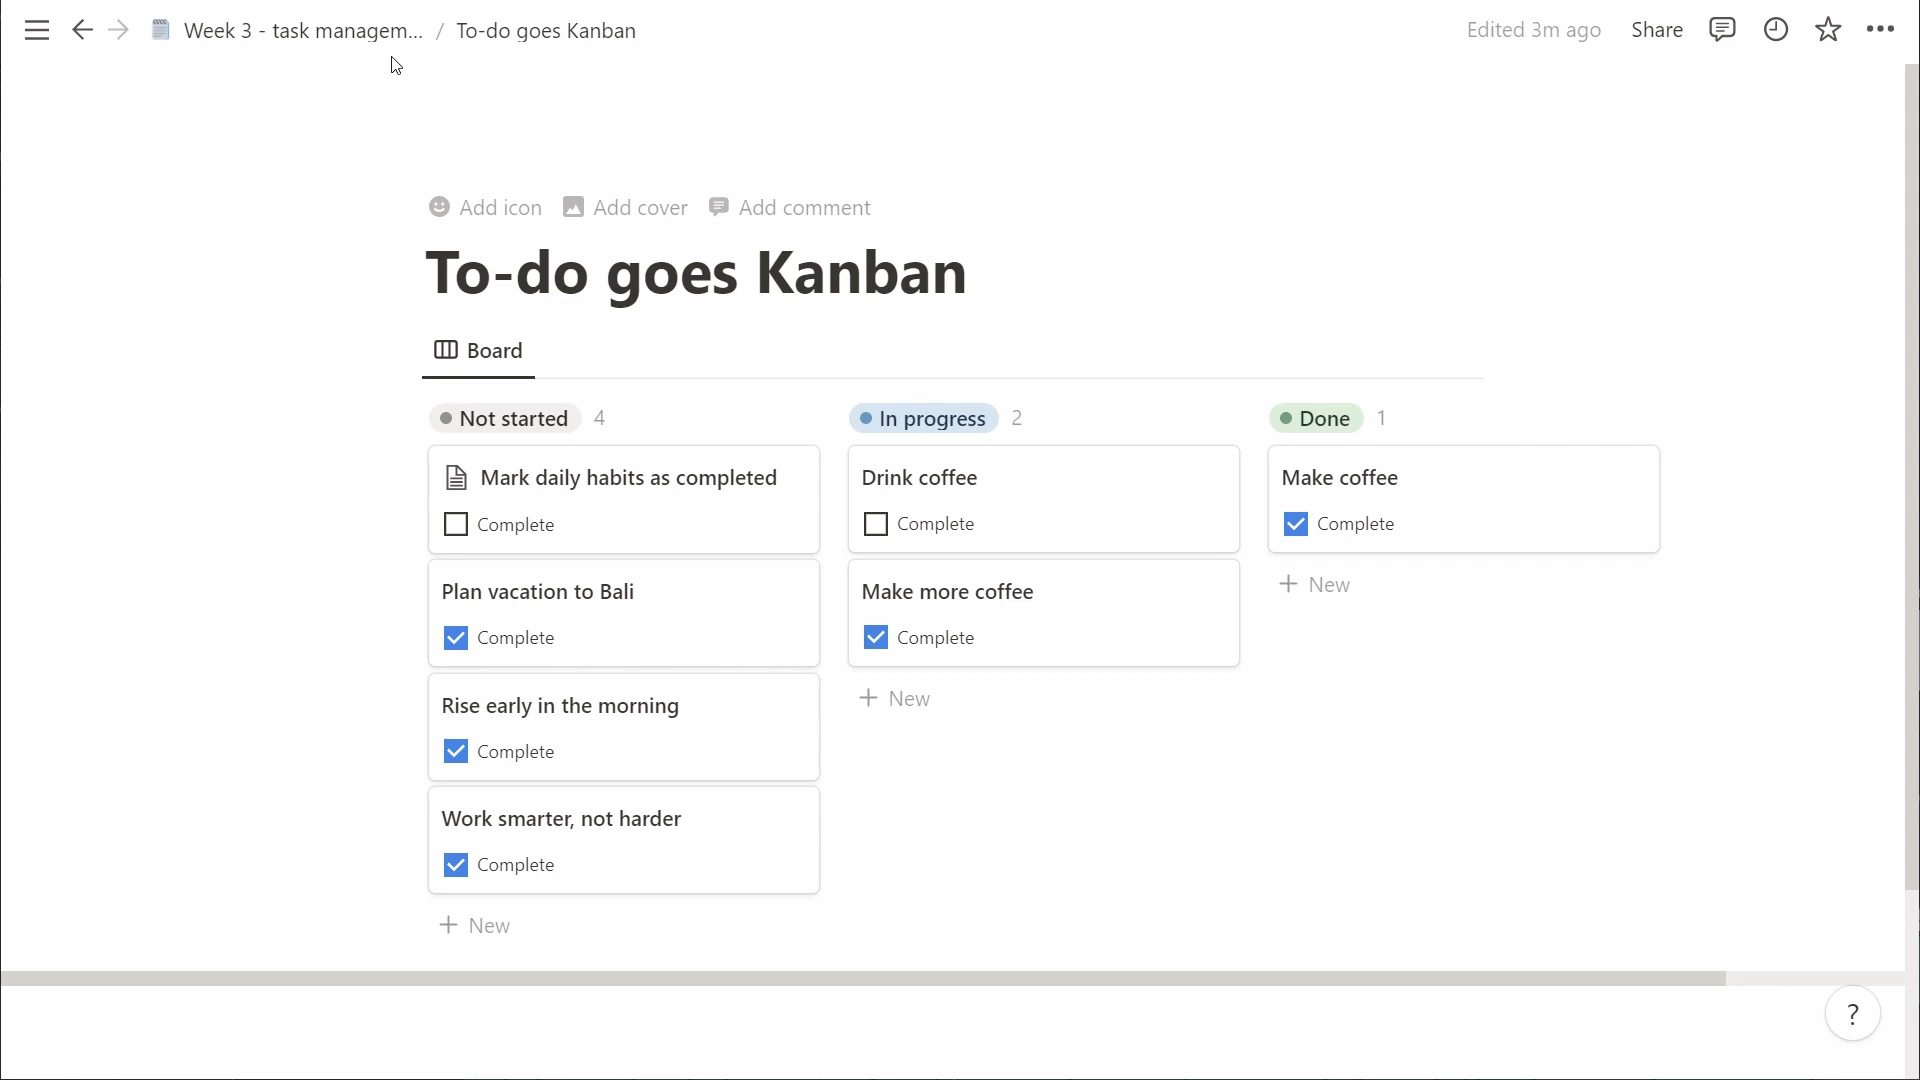 Week 3 - task managem... / To-do goes Kanban
Edited 3m ago
Share
Add icon
Add cover
Add comment
To-do goes Kanban
Board
Not started 4
Mark daily habits as completed
Complete
Plan vacation to Bali
Complete
Rise early in the morning
Complete
Work smarter, not harder
Complete
+ New
In progress 2
Drink coffee
Complete
Make more coffee
Complete
+ New
Done 1
Make coffee
Complete
+ New
?